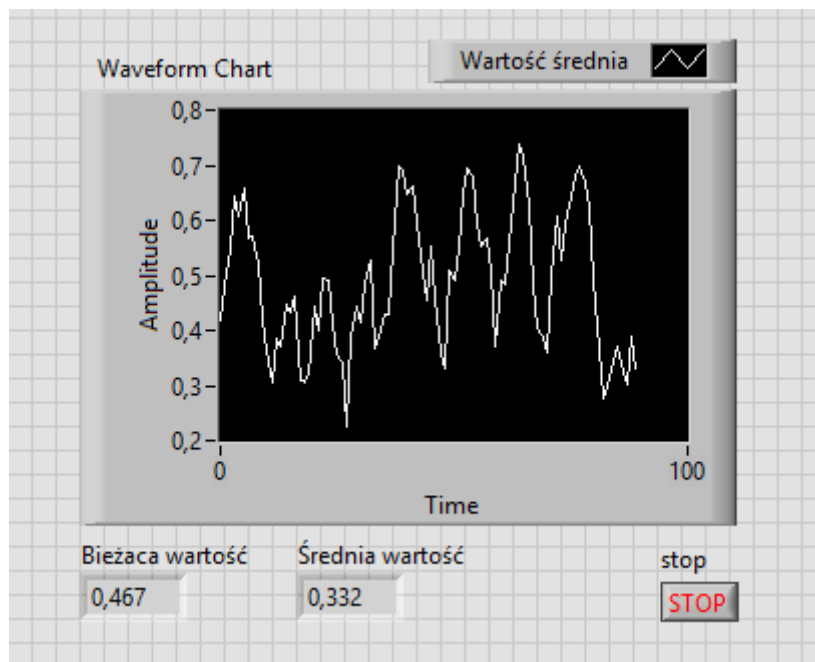 Waveform Chart
Wartość średnia
0,8
0,7
0,6
0,5
0,4
0,3
0,2
Amplitude
0
100
Time
Bieżaca wartość
Średnia wartość
stop
0,467
0,332
STOP